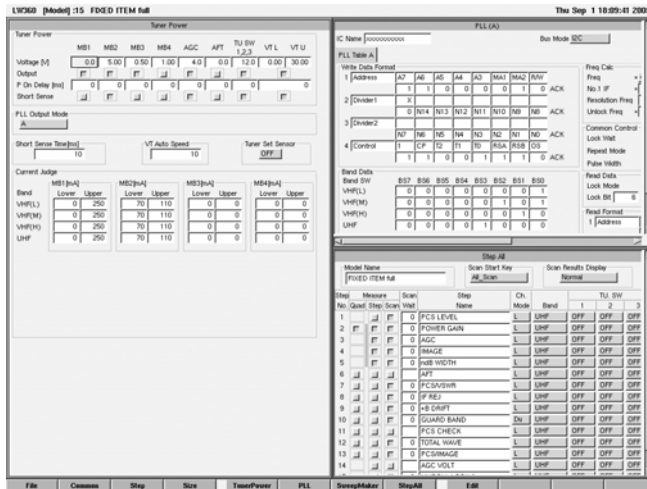 LW360 [Model] :15 FIXED ITEM full
Thu Sep 1 18:09:41 200
Tuner Power
Tuner Power
MB1 MB2 MB3 MB4 AGC AFT TU SW 1,2,3 VT L VT U
Voltage [V] 0.0 5.00 0.50 1.00 4.0 0.0 12.0 0.00 30.00
Output
P On Delay [ms] 0 0 0 0 0 0 0 0
Short Sense
PLL Output Mode
A
Short Sense Time[ms]
10
VT Auto Speed
10
Tuner Set Sensor
OFF
Current Judge
MB1[mA] MB2[mA] MB3[mA] MB4[mA]
Band Lower Upper Lower Upper Lower Upper Lower Upper
VHF(L) 0 250 70 110 0 0 0 0
VHF(M) 0 250 70 110 0 0 0 0
VHF(H) 0 250 70 110 0 0 0 0
UHF 0 250 70 110 0 0 0 0
PLL (A)
IC Name xxxxxxxxxx
Bus Mode I2C
PLL Table A
Write Data Format
1 Address A7 A6 A5 A4 A3 MA1 MA2 R/W
1 1 0 0 0 0 1 0 ACK
2 Divider1 X
0 N14 N13 N12 N11 N10 N9 N8 ACK
3 Divider2
N7 N6 N5 N4 N3 N2 N1 N0 ACK
4 Control 1 CP T2 T1 T0 RSA RSB OS
ACK
Band Data
Band SW BS7 BS6 BS5 BS4 BS3 BS2 BS1 BS0
VHF(L) 0 0 0 0 0 0 0 1
VHF(M) 0 0 0 0 0 0 1
VHF(H) 0 0 0 0 0 1 0
UHF 0 0 0 0 1 0 0 0
Freq Calc
Freq
No.1 IF
Resolution Freq
Unlock Freq
Common Control
Lock Wait
Repeat Mode
Pulse Width
Read Data
Lock Mode
Lock Bit 6
Read Format
1 Address
Step All
Model Name
FIXED ITEM full
Scan Start Key
All_Scan
Scan Results Display
Normal
Step Measure Scan Step Ch. TU. SW
No. Quad Step Scan Wait Name Mode Band 1 2 3
1 0 PCS LEVEL L UHF OFF OFF OFF
2 0 POWER GAIN L UHF OFF OFF OFF
3 AGC L UHF OFF OFF OFF
4 IMAGE L UHF OFF OFF OFF
5 0 ndB WIDTH L UHF OFF OFF OFF
6 AFT L UHF OFF OFF OFF
7 0 PCS/VSWR L UHF OFF OFF OFF
8 0 IF REJ L UHF OFF OFF OFF
9 0 +B DRIFT L UHF OFF OFF OFF
10 0 GUARD BAND Du UHF OFF OFF OFF
11 PCS CHECK L UHF OFF OFF OFF
12 0 TOTAL WAVE L UHF OFF OFF OFF
13 0 PCS/IMAGE L UHF OFF OFF OFF
14 AGC VOLT L UHF OFF OFF OFF
File Common Step Size TunerPower PLL SweepMaker StepAll Edit